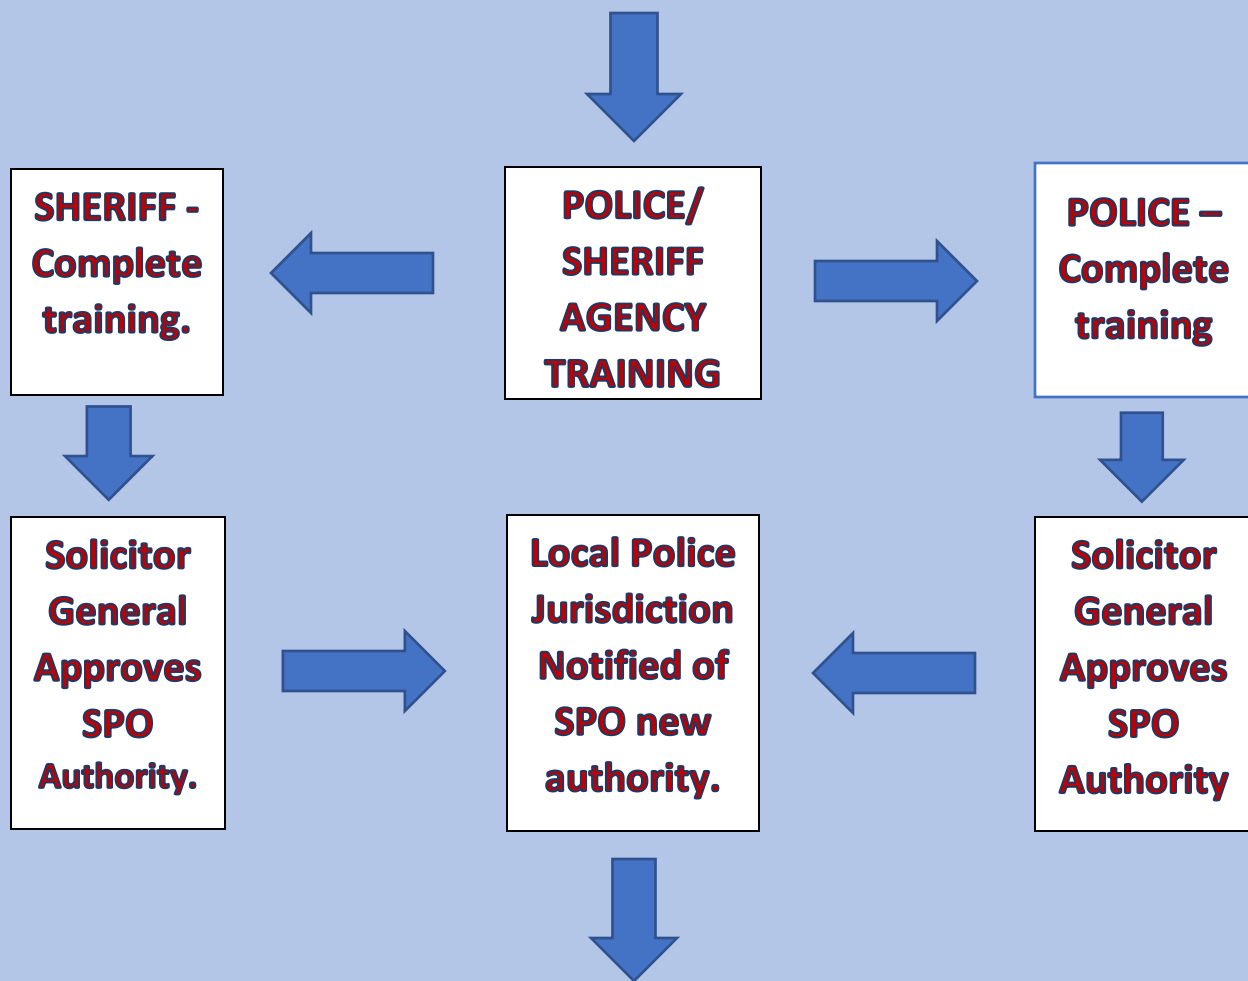 SHERIFF -
Complete
training.
POLICE/
SHERIFF
AGENCY
TRAINING
POLICE –
Complete
training
Solicitor
General
Approves
SPO
Authority.
Local Police
Jurisdiction
Notified of
SPO new
authority.
Solicitor
General
Approves
SPO
Authority